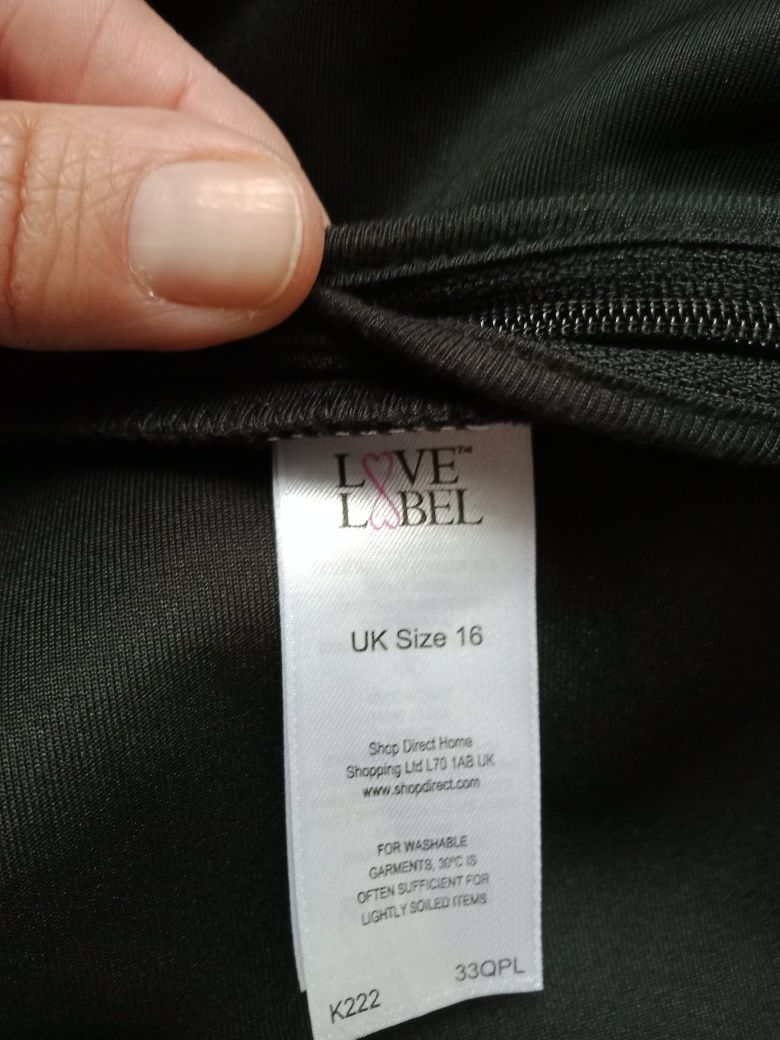 LOVE™
LABEL
UK Size 16
Shop Direct Home
Shopping Ltd L70 1AB UK
www.shopdirect.com
FOR WASHABLE
GARMENTS, 30ºC IS
OFTEN SUFFICIENT FOR
LIGHTLY SOILED ITEMS
33QPL
K222